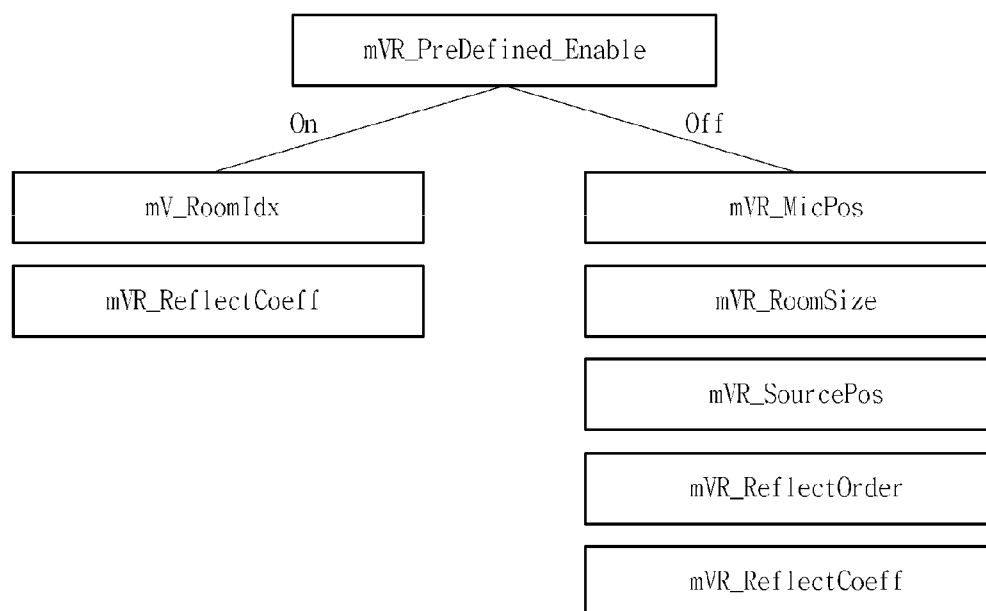 mVR_PreDefined_Enable
On
Off
mV_RoomIdx
mVR_MicPos
mVR_ReflectCoeff
mVR_RoomSize
mVR_SourcePos
mVR_ReflectOrder
mVR_ReflectCoeff